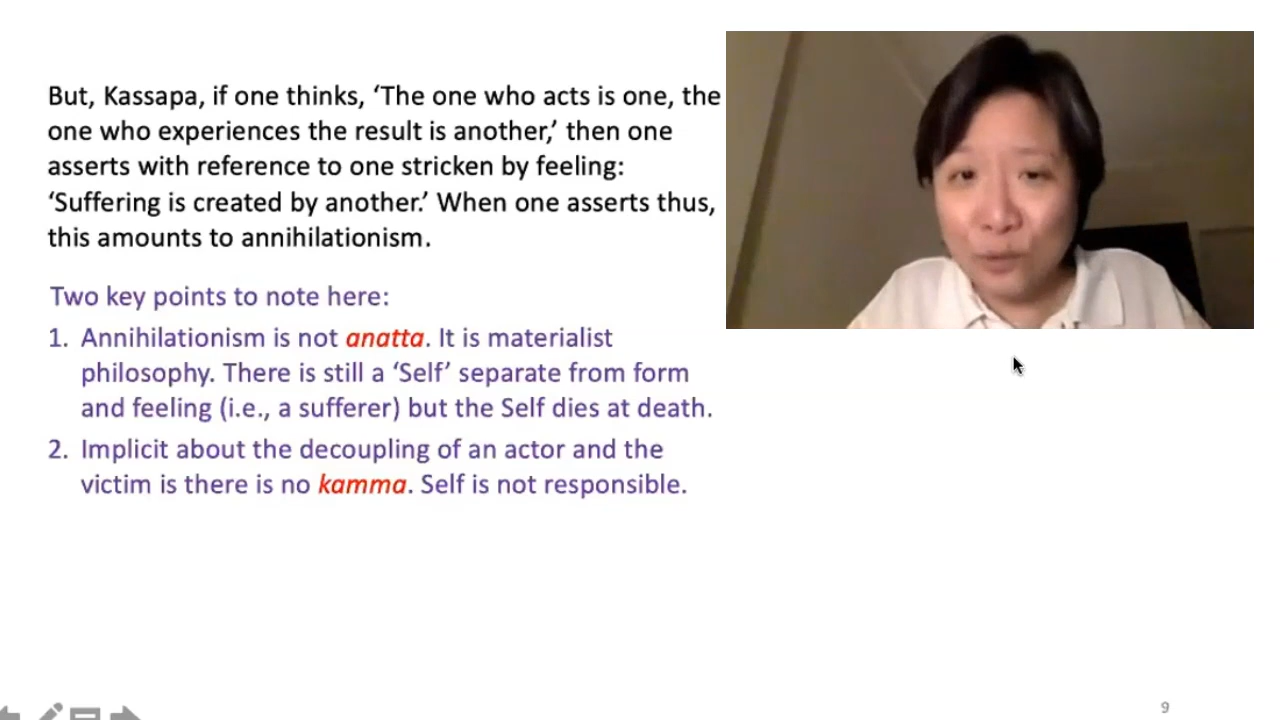 But, Kassapa, if one thinks, ‘The one who acts is one, the
one who experiences the result is another,’ then one
asserts with reference to one stricken by feeling:
‘Suffering is created by another.’ When one asserts thus,
this amounts to annihilationism.
Two key points to note here:
1. Annihilationism is not anatta. It is materialist
philosophy. There is still a ‘Self’ separate from form
and feeling (i.e., a sufferer) but the Self dies at death.
2. Implicit about the decoupling of an actor and the
victim is there is no kamma. Self is not responsible.
9